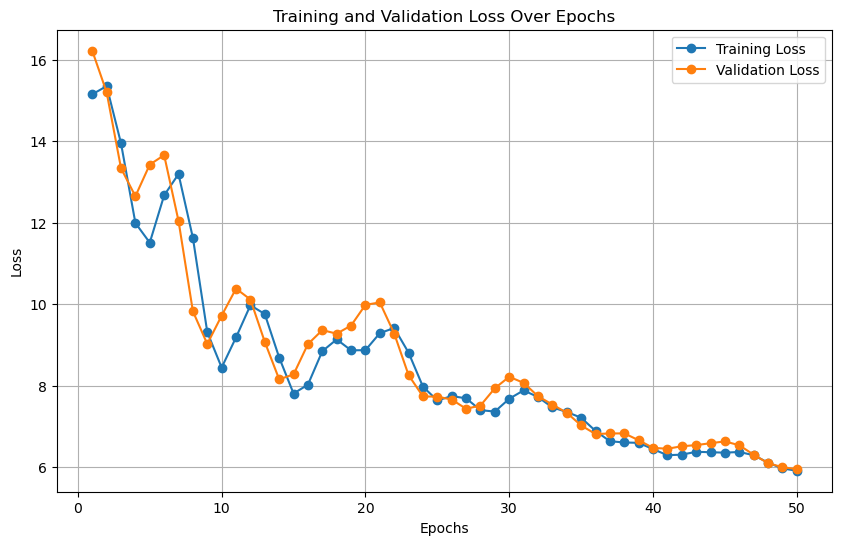 Training and Validation Loss Over Epochs
Training Loss
Validation Loss
Loss
16
14
12
10
8
6
0
10
20
30
40
50
Epochs